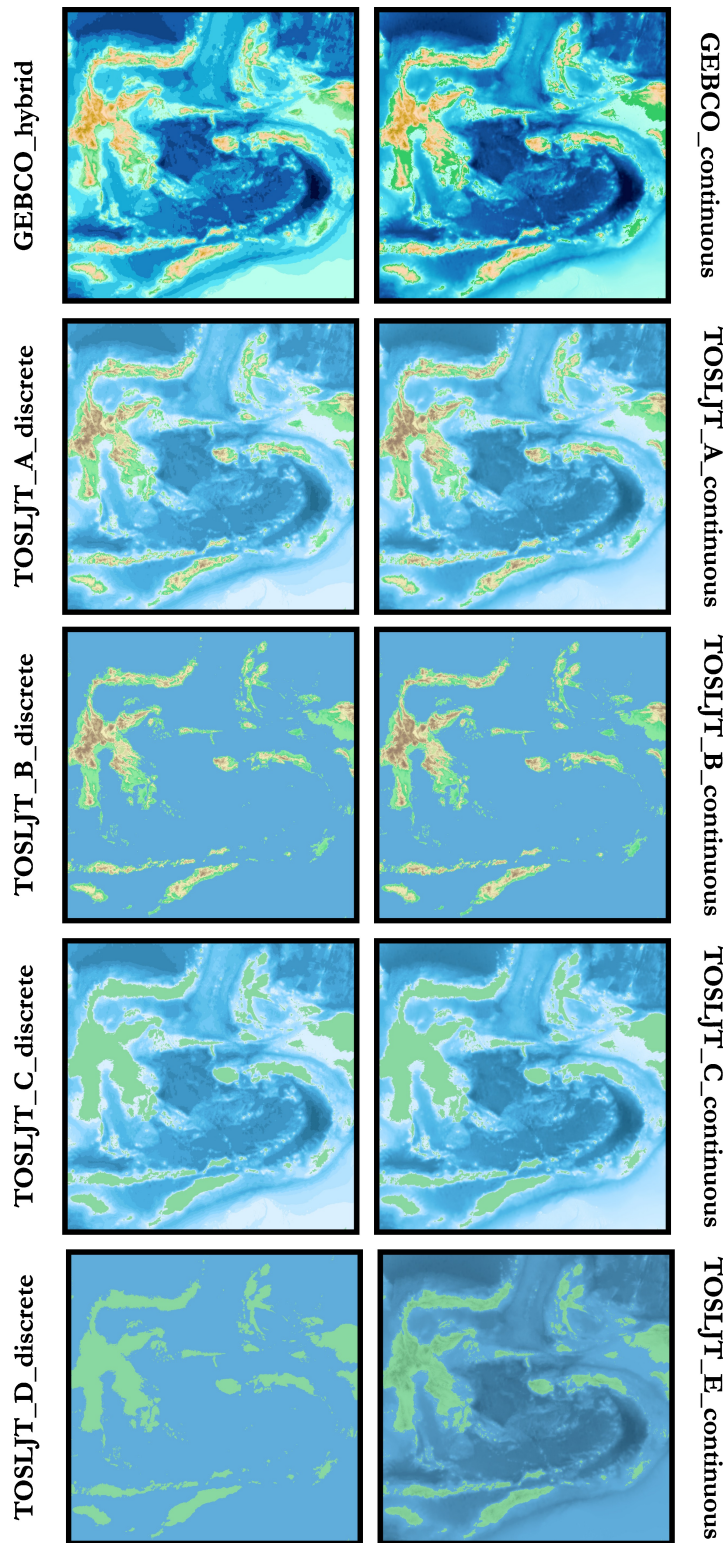 GEBCO_hybrid
GEBCO_continuous
TOSLJT_A_discrete
TOSLJT_A_continuous
TOSLJT_B_discrete
TOSLJT_B_continuous
TOSLJT_C_discrete
TOSLJT_C_continuous
TOSLJT_D_discrete
TOSLJT_E_continuous